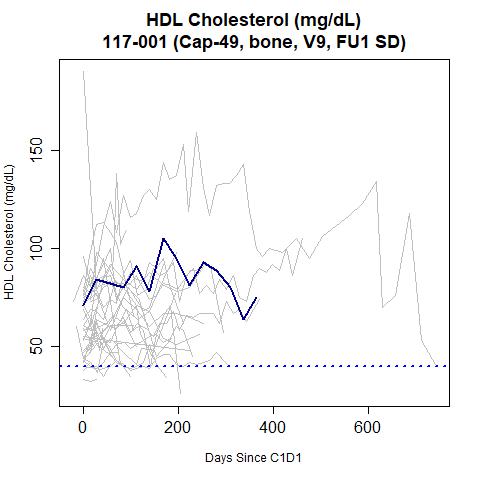 HDL Cholesterol (mg/dL)
117-001 (Cap-49, bone, V9, FU1 SD)
HDL Cholesterol (mg/dL)
150
100
50
0
200
400
600
Days Since C1D1